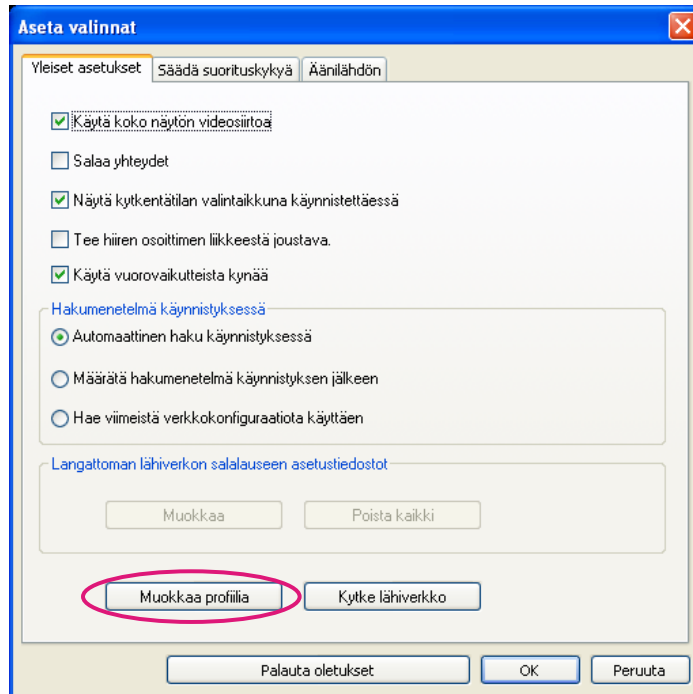 Aseta valinnat
Yleiset asetukset Säädä suorituskykyä Äänilähdön
Käytä koko näytön videosiirtoa
Salaa yhteydet
Näytä kytkentätilan valintaikkuna käynnistettäessä
Tee hiiren osoittimen liikkeestä joustava.
Käytä vuorovaikutteista kynää
Hakumenetelmä käynnistyksessä
Automaattinen haku käynnistyksessä
Määrätä hakumenetelmä käynnistyksen jälkeen
Hae viimeistä verkkokonfiguraatiota käyttäen
Langattoman lähiverkon salalauseen asetustiedostot
Muokkaa Poista kaikki
Muokkaa profiilia Kytke lähiverkko
Palauta oletukset OK Peruuta